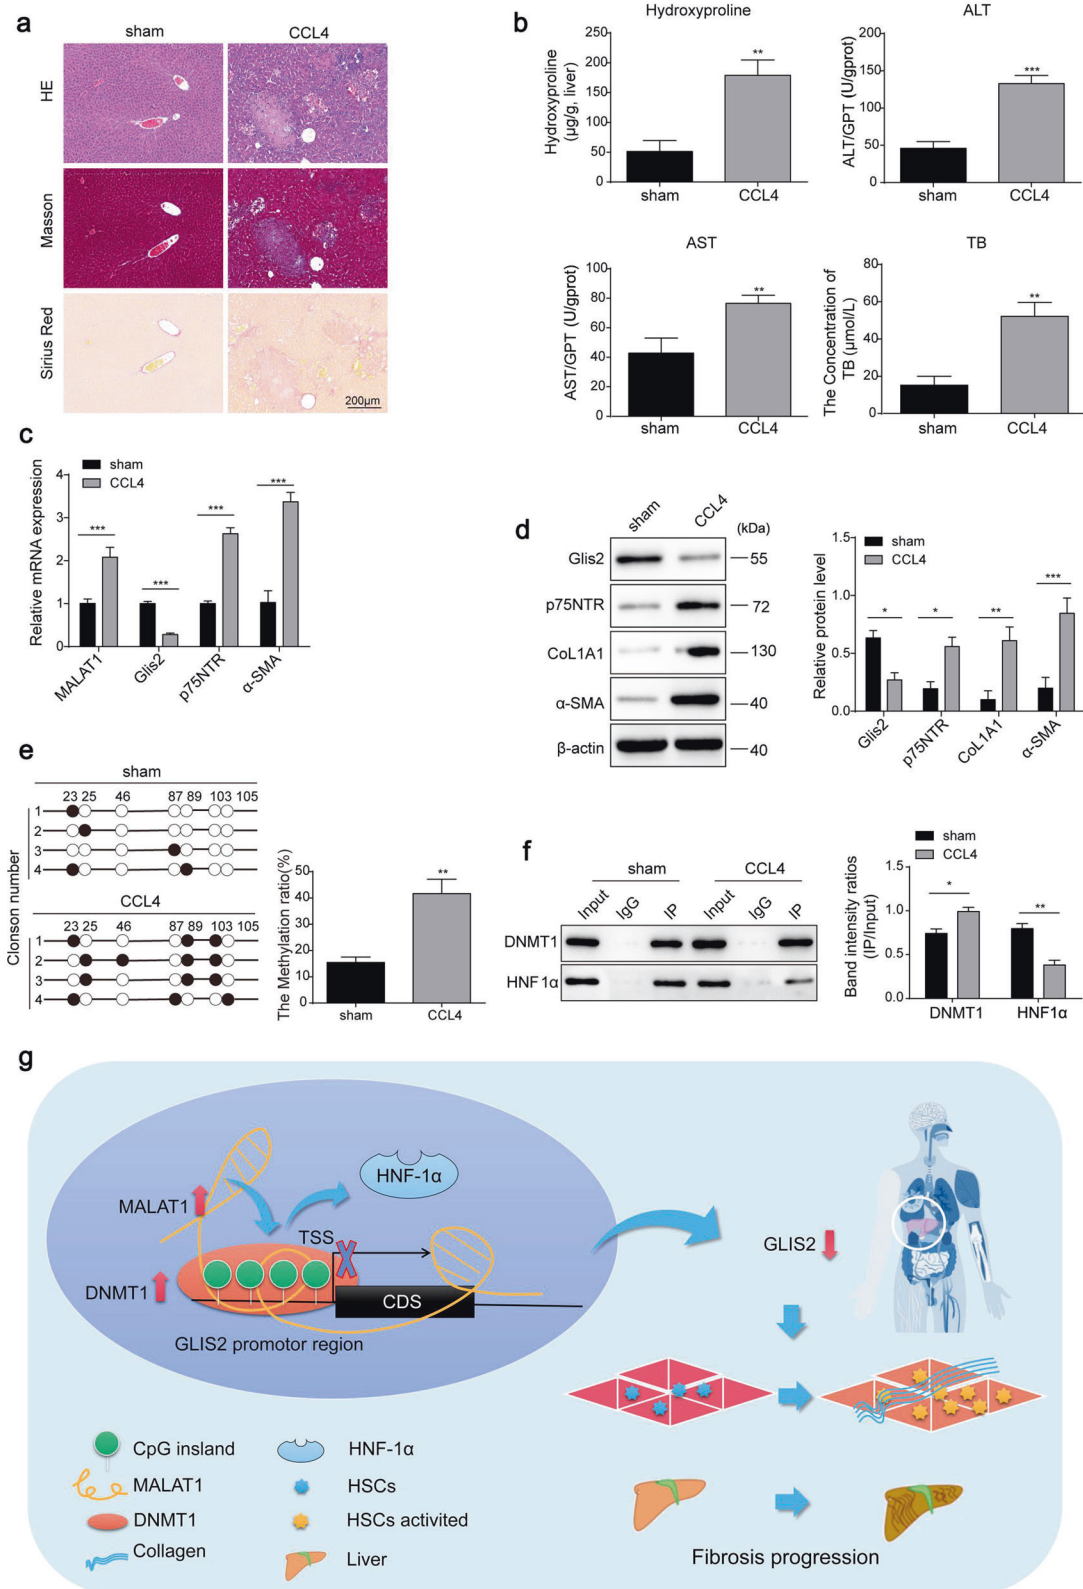 a
sham
CCL4
HE
Masson
Sirius Red
200μm
b
Hydroxyproline
Hydroxyproline
(μg/g, liver)
250
200
150
100
50
0
**
sham
CCL4
ALT
ALT/GPT (U/gprot)
200
150
100
50
0
***
sham
CCL4
AST
AST/GPT (U/gprot)
100
80
60
40
20
0
**
sham
CCL4
TB
The Concentration of
TB (μmol/L)
80
60
40
20
0
**
sham
CCL4
c
sham
CCL4
Relative mRNA expression
4
3
2
1
0
***
***
***
***
MALAT1
Glis2
p75NTR
α-SMA
d
sham
CCL4
(kDa)
Glis2
55
p75NTR
72
CoL1A1
130
α-SMA
40
β-actin
40
sham
CCL4
Relative protein level
1.5
1.0
0.5
0.0
*
*
**
***
Glis2
p75NTR
CoL1A1
α-SMA
e
Clonson number
sham
23 25 46 87 89 103 105
1
2
3
4
CCL4
23 25 46 87 89 103 105
1
2
3
4
The Methylation ratio(%)
50
40
30
20
10
0
**
sham
CCL4
f
sham
CCL4
Input
IgG
IP
Input
IgG
IP
DNMT1
HNF1α
sham
CCL4
Band intensity ratios
(IP/Input)
1.5
1.0
0.5
0.0
*
**
DNMT1
HNF1α
g
HNF-1α
MALAT1
TSS
DNMT1
CDS
GLIS2 promotor region
GLIS2
CpG insland
HNF-1α
MALAT1
HSCs
DNMT1
HSCs activited
Collagen
Liver
Fibrosis progression